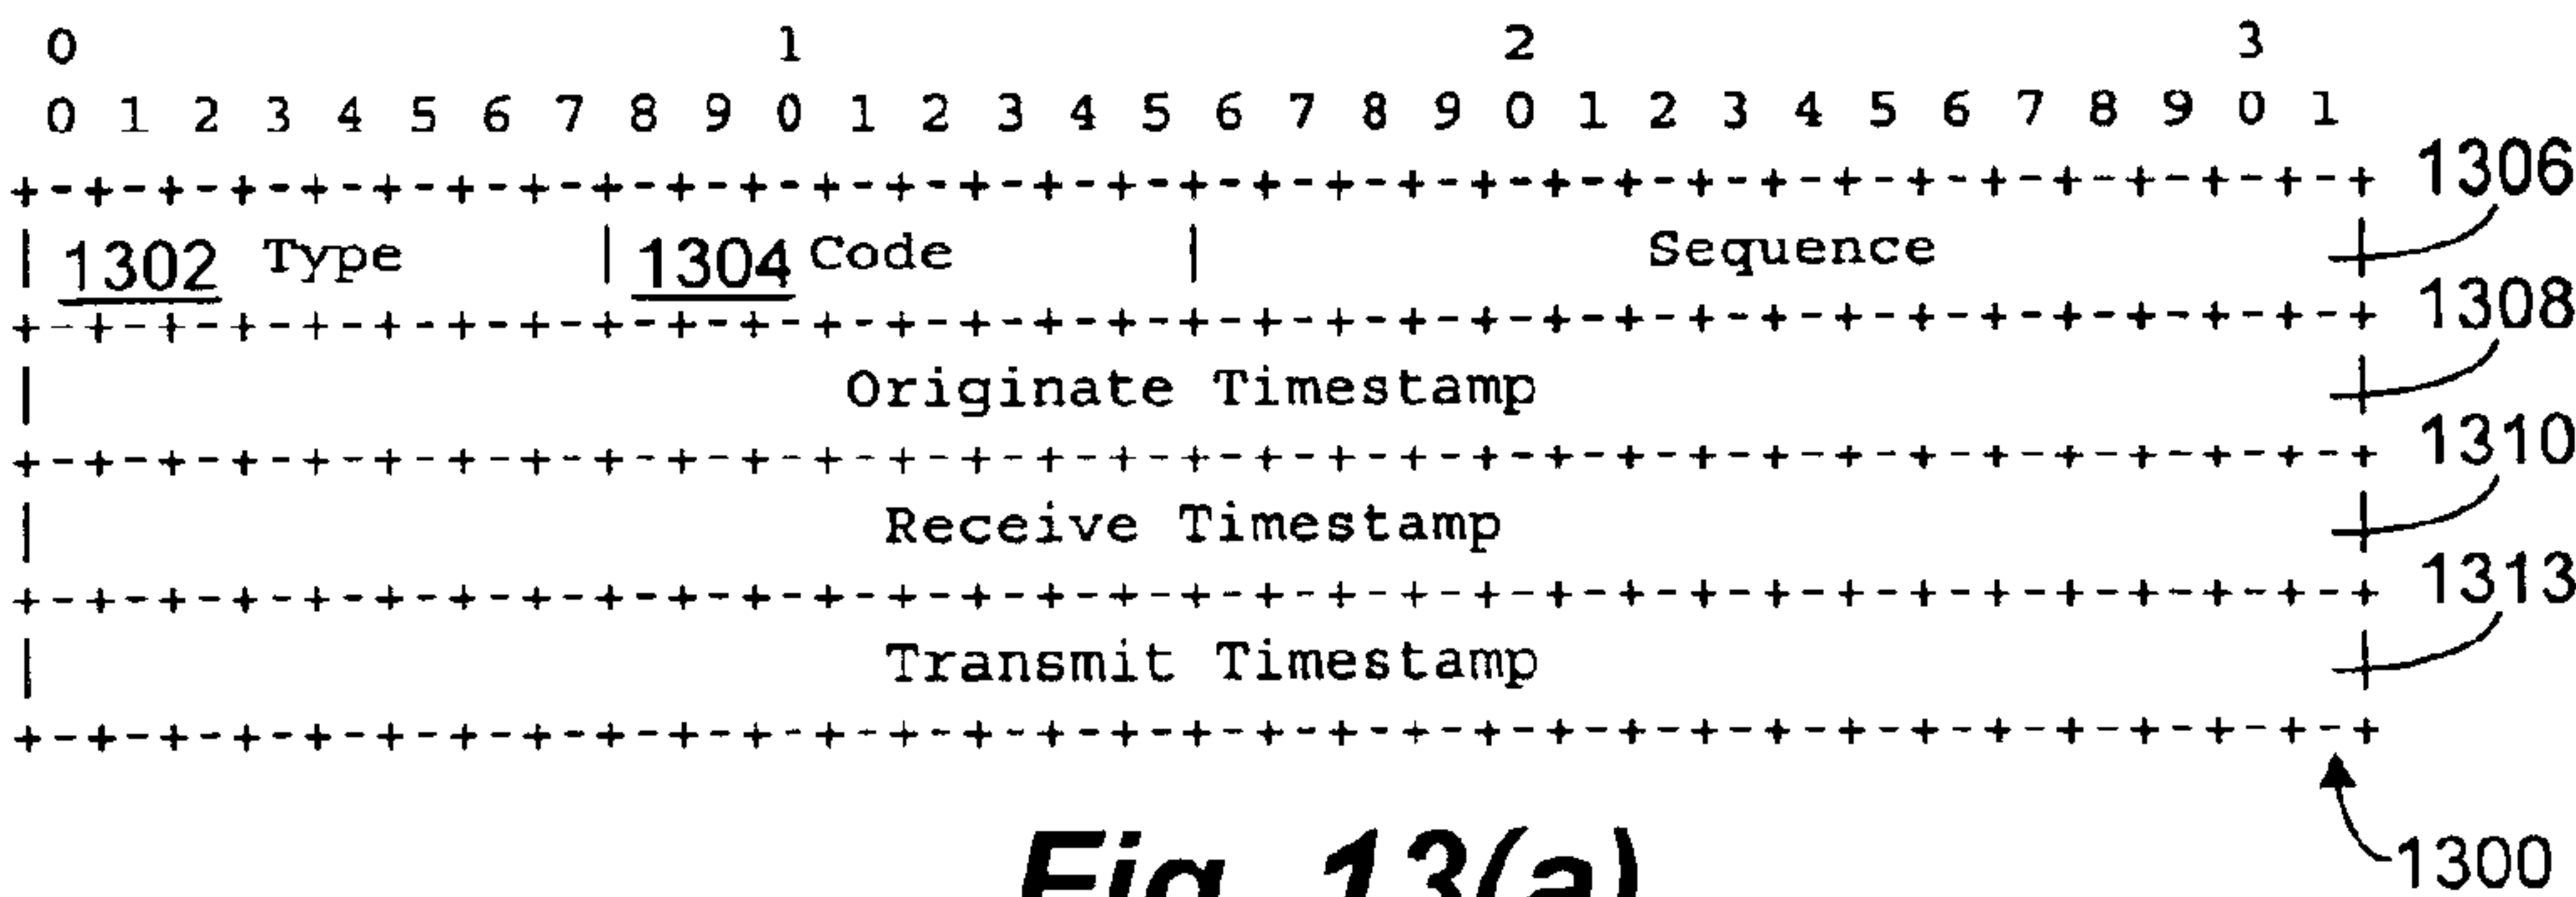 0 1 2 3
0 1 2 3 4 5 6 7 8 9 0 1 2 3 4 5 6 7 8 9 0 1 2 3 4 5 6 7 8 9 0 1
+-+-+-+-+-+-+-+-+-+-+-+-+-+-+-+-+-+-+-+-+-+-+-+-+-+-+-+-+-+-+-+-+ 1306
| 1302 Type | 1304 Code | Sequence |
+-+-+-+-+-+-+-+-+-+-+-+-+-+-+-+-+-+-+-+-+-+-+-+-+-+-+-+-+-+-+-+-+ 1308
| Originate Timestamp |
+-+-+-+-+-+-+-+-+-+-+-+-+-+-+-+-+-+-+-+-+-+-+-+-+-+-+-+-+-+-+-+-+ 1310
| Receive Timestamp |
+-+-+-+-+-+-+-+-+-+-+-+-+-+-+-+-+-+-+-+-+-+-+-+-+-+-+-+-+-+-+-+-+ 1313
| Transmit Timestamp |
+-+-+-+-+-+-+-+-+-+-+-+-+-+-+-+-+-+-+-+-+-+-+-+-+-+-+-+-+-+-+-+-+
1300
Fig. 13(a)